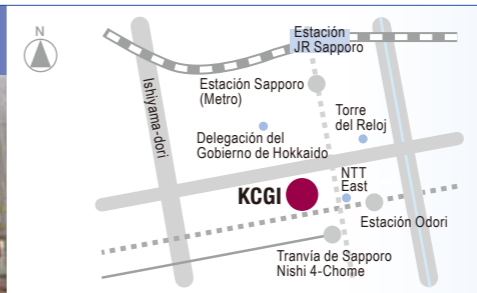 N
Estación
JR Sapporo
Ishiyama-dori
Estación Sapporo
(Metro)
Torre
del Reloj
Delegación del
Gobierno de Hokkaido
NTT
East
KCGI
Estación Odori
Tranvía de Sapporo
Nishi 4-Chome